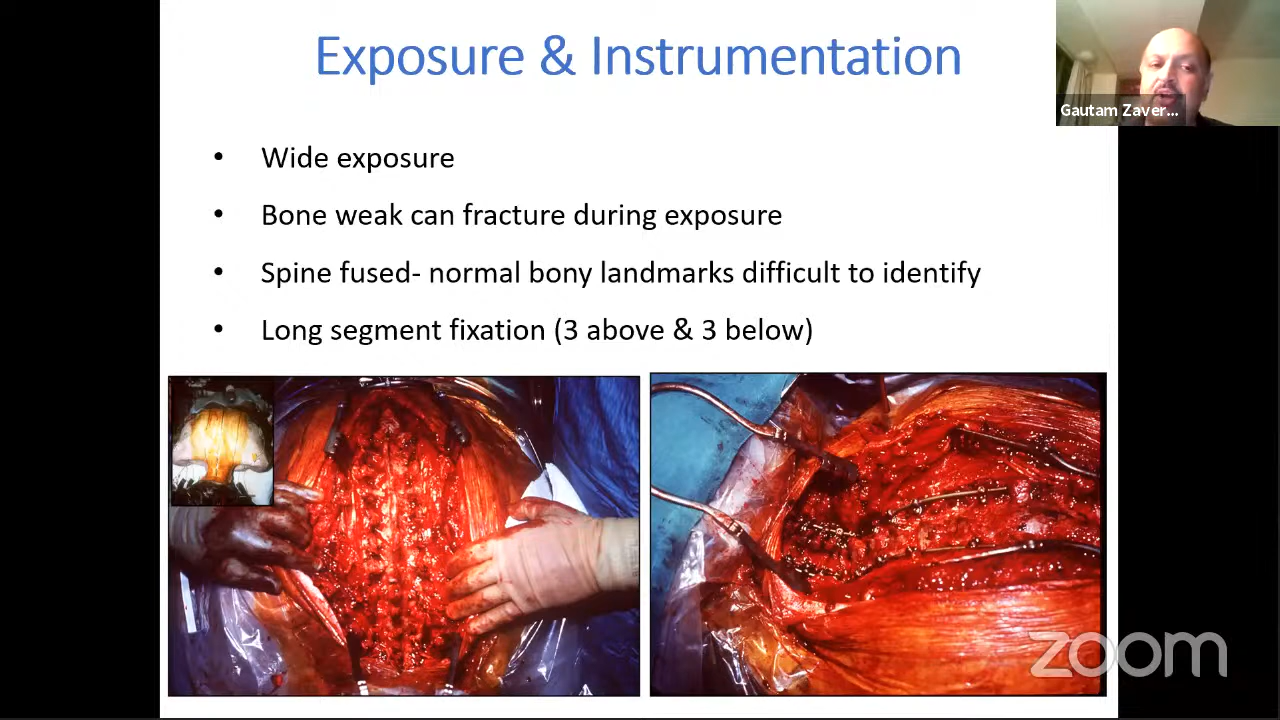 Exposure & Instrumentation
Gautam Zaver...
• Wide exposure
• Bone weak can fracture during exposure
• Spine fused- normal bony landmarks difficult to identify
• Long segment fixation (3 above & 3 below)
zoom